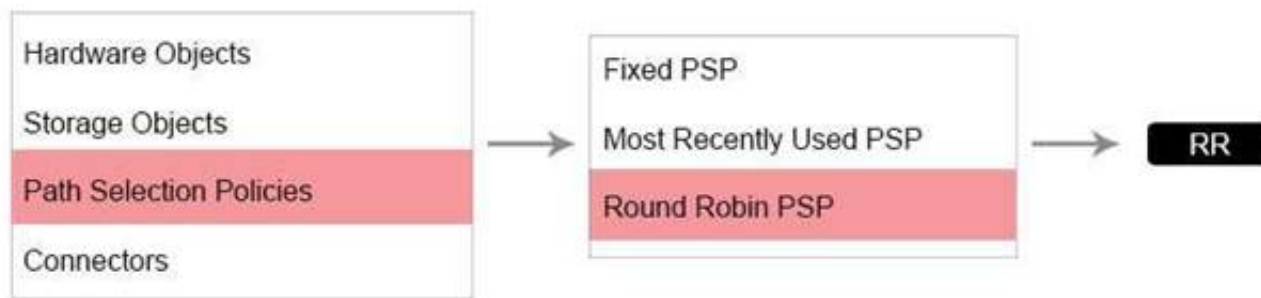 Hardware Objects
Storage Objects
Path Selection Policies
Connectors
Fixed PSP
Most Recently Used PSP
Round Robin PSP
RR